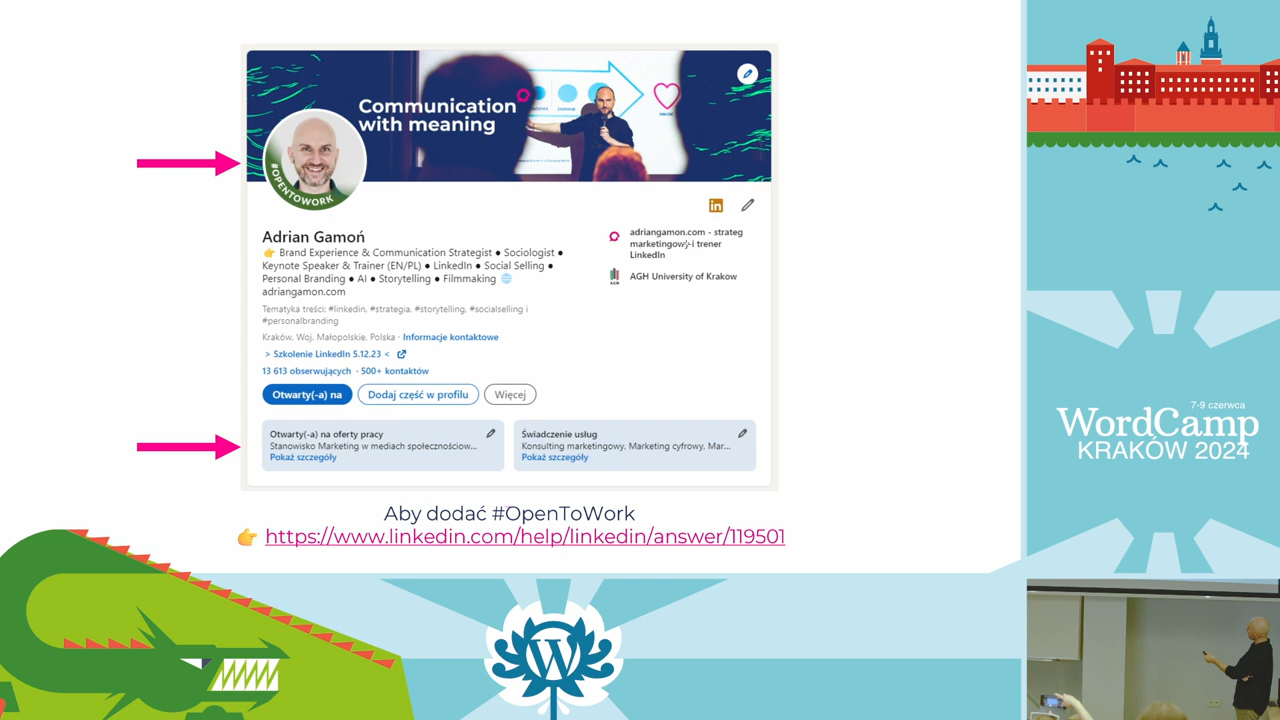 Communication
with meaning
#OPENTOWORK
Adrian Gamoń
👉 Brand Experience & Communication Strategist ● Sociologist ●
Keynote Speaker & Trainer (EN/PL) ● LinkedIn ● Social Selling ●
Personal Branding ● AI ● Storytelling ● Filmmaking 🌐
adriangamon.com
Tematyka treści: #linkedin, #strategia, #storytelling, #socialselling i
#personalbranding
Kraków, Woj. Małopolskie, Polska · Informacje kontaktowe
> Szkolenie LinkedIn 5.12.23 <
13 613 obserwujących · 500+ kontaktów
Otwarty(-a) na
Dodaj część w profilu
Więcej
in
adriangamon.com - strateg
marketingowy i trener
LinkedIn
AGH University of Krakow
Otwarty(-a) na oferty pracy
Stanowisko Marketing w mediach społecznościow...
Pokaż szczegóły
Świadczenie usług
Konsulting marketingowy, Marketing cyfrowy, Mar...
Pokaż szczegóły
Aby dodać #OpenToWork
👉 https://www.linkedin.com/help/linkedin/answer/119501
7-9 czerwca
WordCamp
KRAKÓW 2024
W